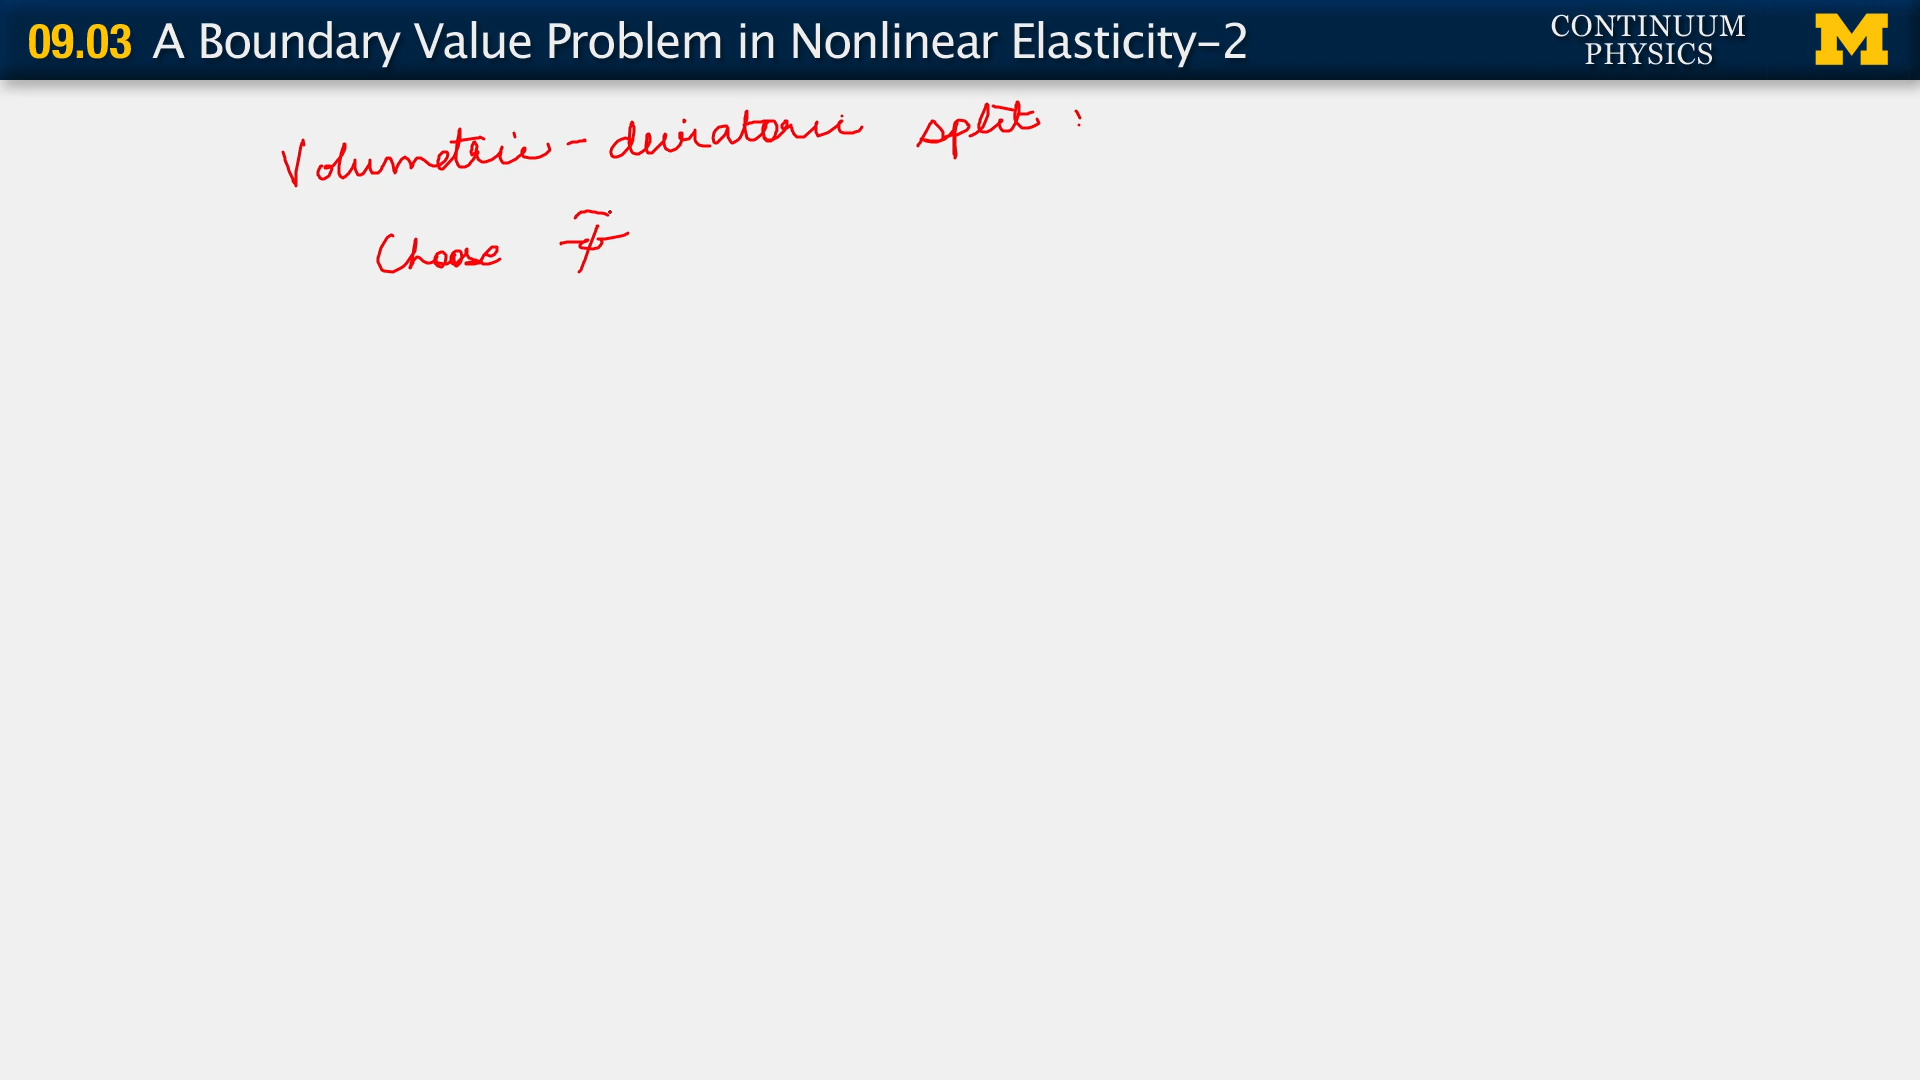 09.03 A Boundary Value Problem in Nonlinear Elasticity-2
CONTINUUM
PHYSICS
M
Volumetric - deviatoric split :
Choose